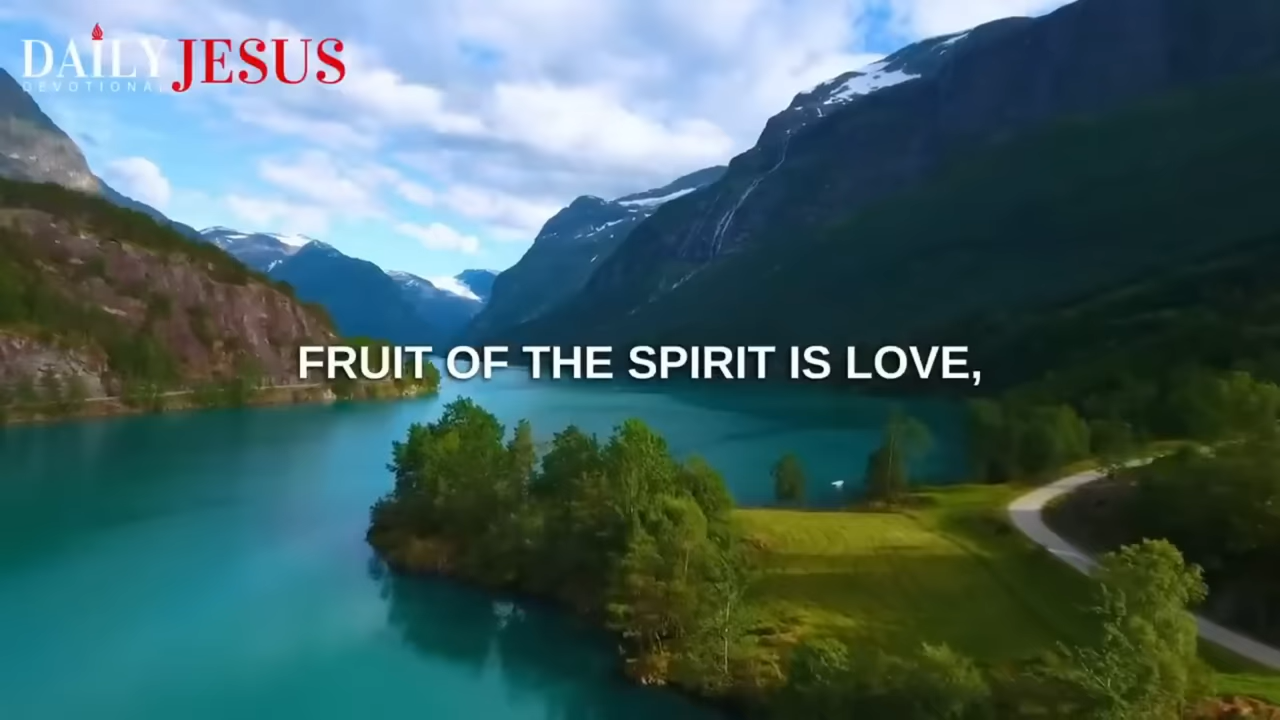 DAILY JESUS
DEVOTIONAL
FRUIT OF THE SPIRIT IS LOVE,